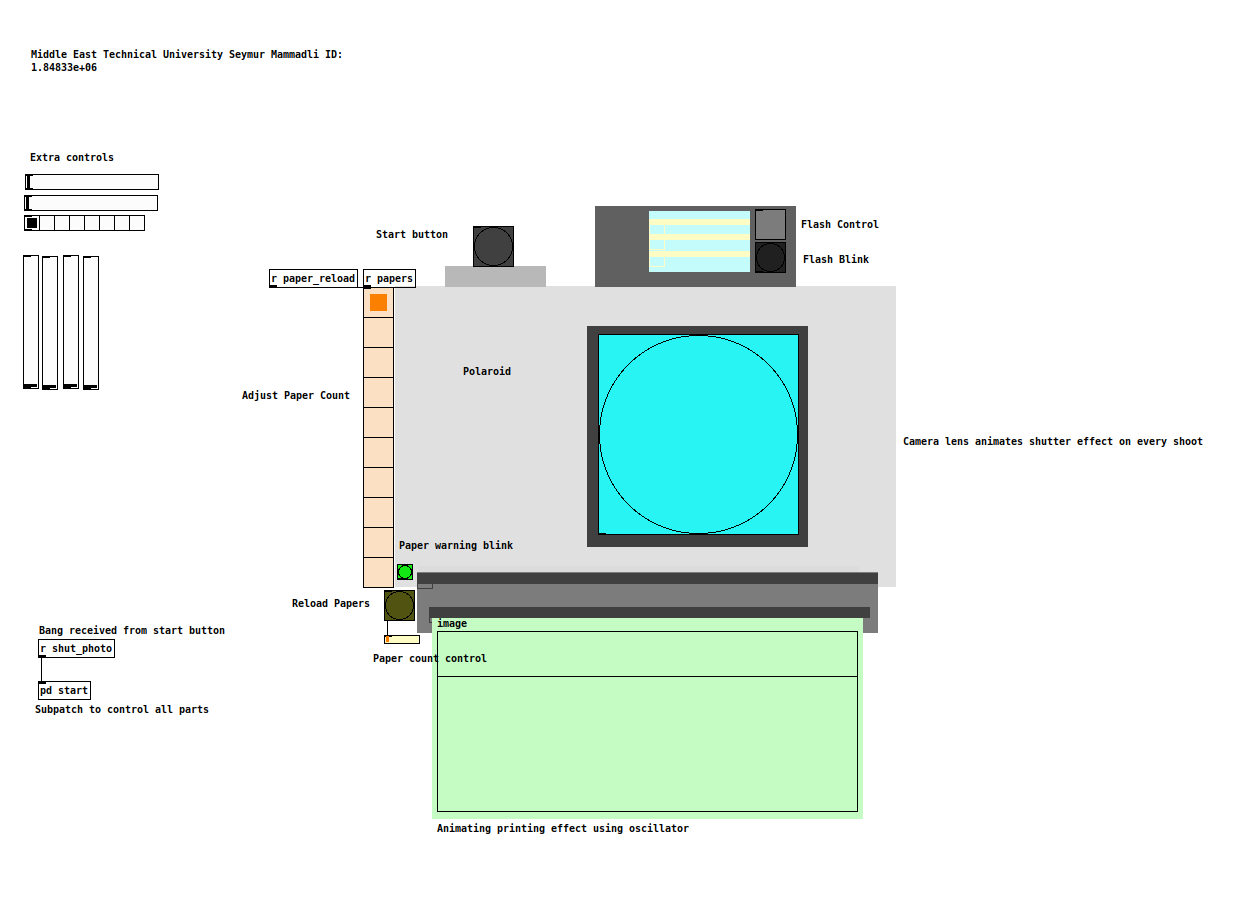 Middle East Technical University Seymur Mammadli ID:
1.84833e+06
Extra controls
Start button
Flash Control
Flash Blink
r paper_reload
r papers
Polaroid
Adjust Paper Count
Camera lens animates shutter effect on every shoot
Paper warning blink
Reload Papers
image
Bang received from start button
r shut_photo
Paper count control
pd start
Subpatch to control all parts
Animating printing effect using oscillator